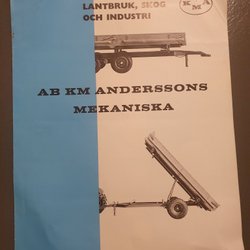 LANTBRUK, SKOG
OCH INDUSTRI
K M A
AB KM ANDERSSONS
MEKANISKA